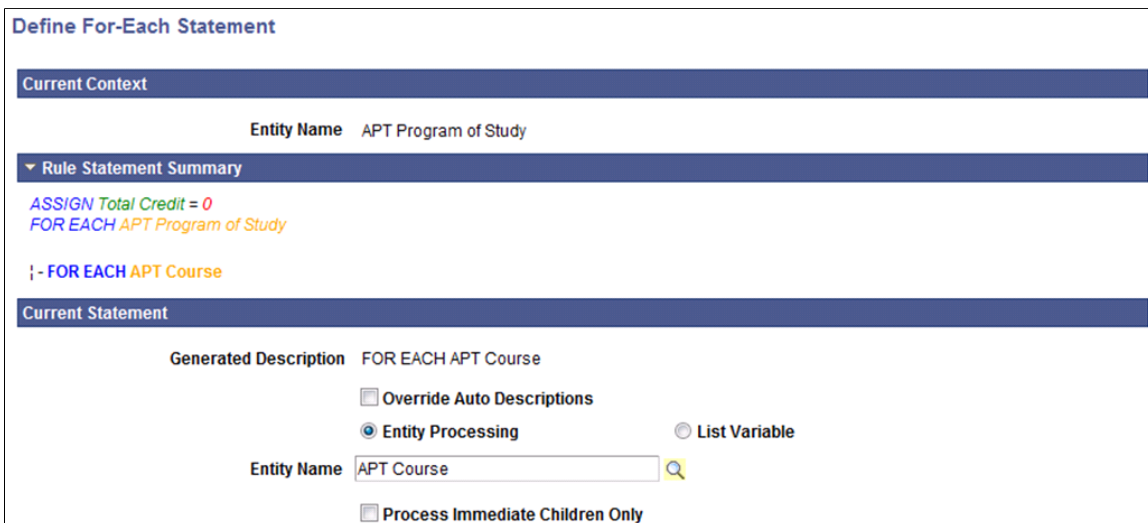 Define For-Each Statement
Current Context
Entity Name APT Program of Study
Rule Statement Summary
ASSIGN Total Credit = 0
FOR EACH APT Program of Study
¦ - FOR EACH APT Course
Current Statement
Generated Description FOR EACH APT Course
Override Auto Descriptions
Entity Processing List Variable
Entity Name APT Course
Process Immediate Children Only